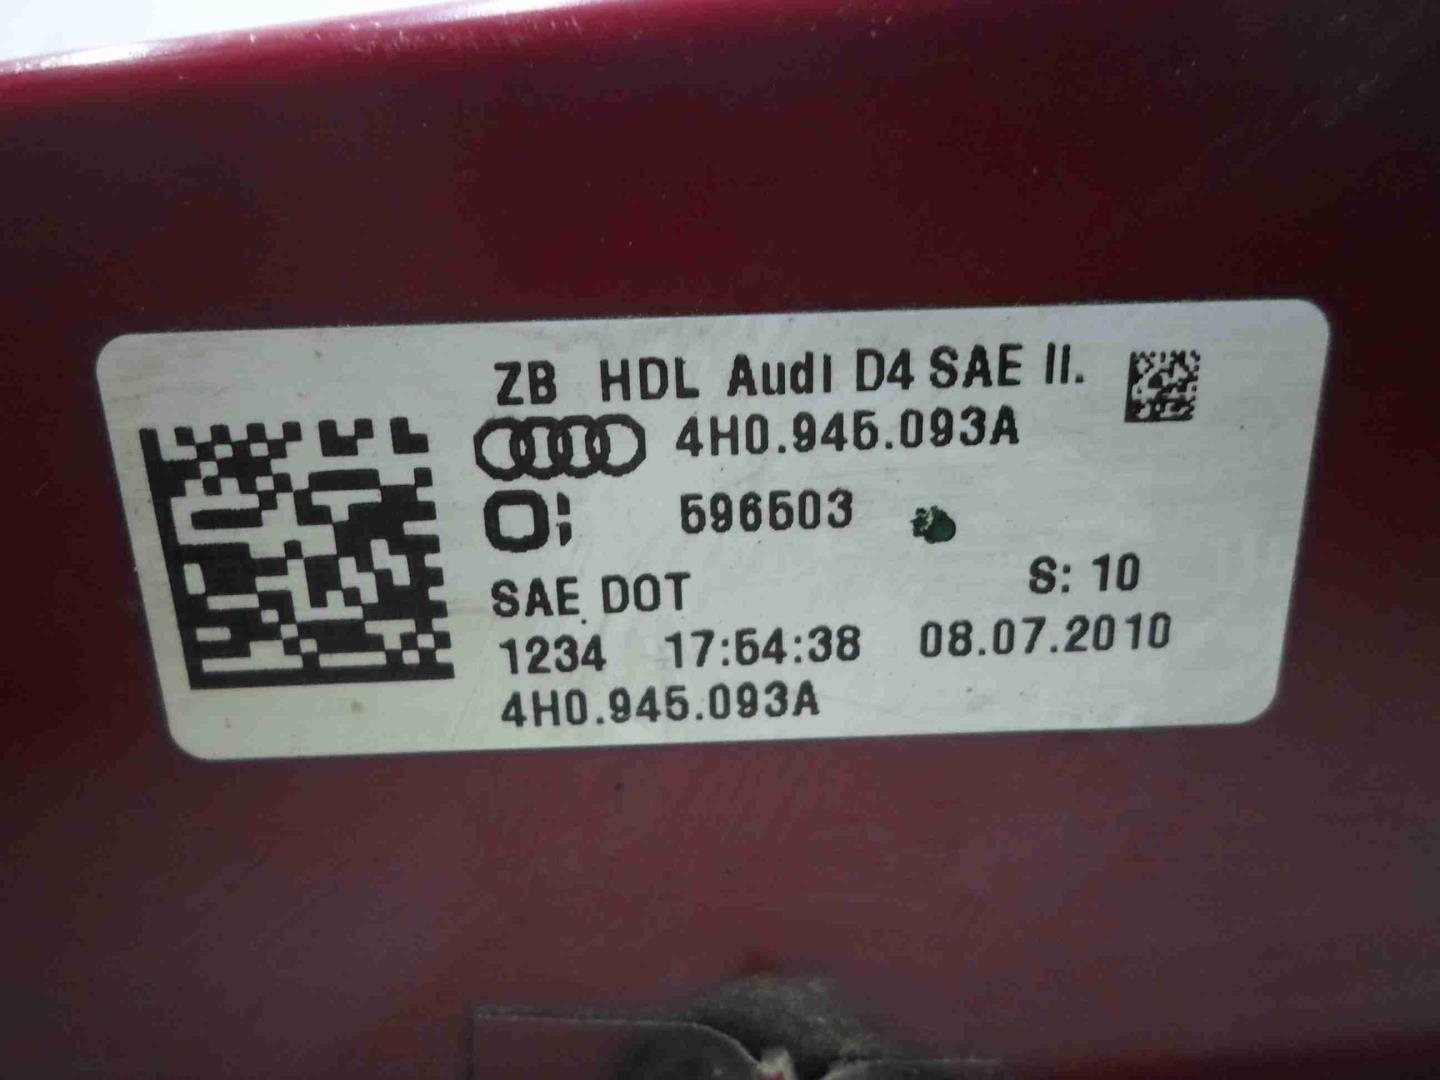 ZB HDL Audi D4 SAE II.
4H0.945.093A
596503
SAE DOT S: 10
1234 17:54:38 08.07.2010
4H0.945.093A